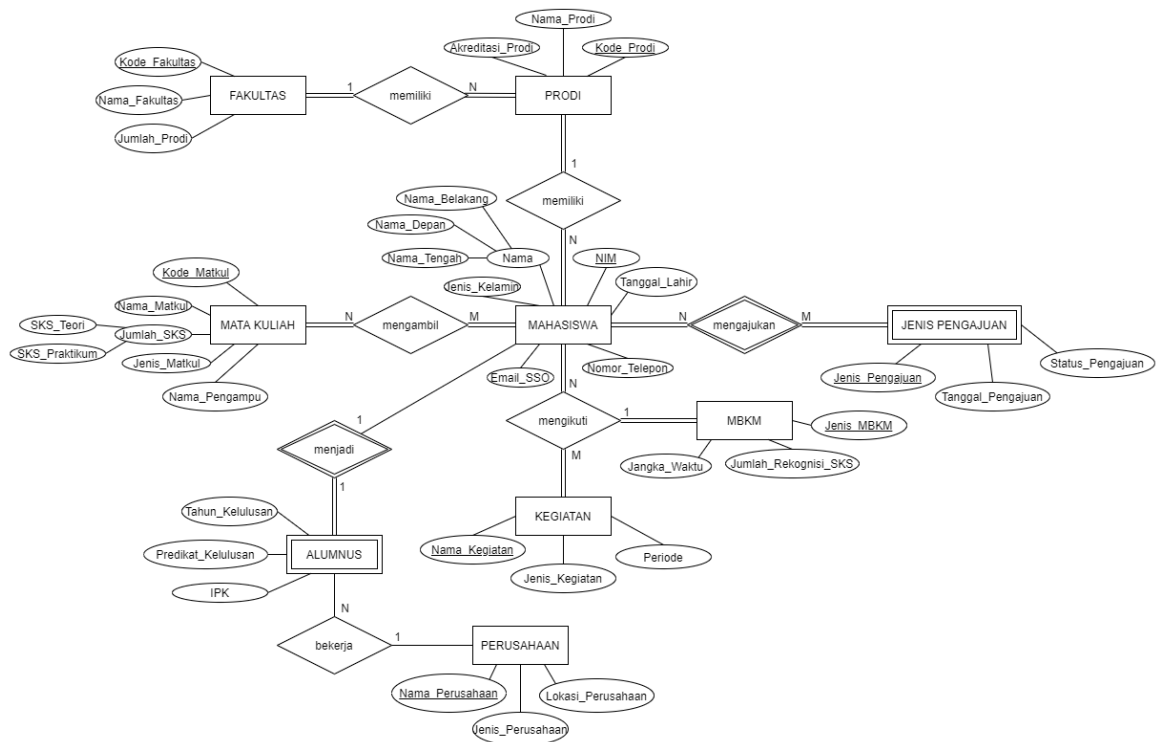 Nama_Prodi
Akreditasi_Prodi
Kode_Prodi
Kode_Fakultas
FAKULTAS
1
memiliki
N
PRODI
Nama_Fakultas
Jumlah_Prodi
1
memiliki
N
Nama_Belakang
Nama_Depan
Nama_Tengah
Nama
NIM
Tanggal_Lahir
Jenis_Kelamin
Kode_Matkul
Nama_Matkul
SKS_Teori
Jumlah_SKS
SKS_Praktikum
Jenis_Matkul
Nama_Pengampu
MATA KULIAH
N
mengambil
M
MAHASISWA
N
mengajukan
M
JENIS PENGAJUAN
Status_Pengajuan
Jenis_Pengajuan
Tanggal_Pengajuan
Email_SSO
Nomor_Telepon
N
mengikuti
1
MBKM
Jenis_MBKM
Jangka_Waktu
Jumlah_Rekognisi_SKS
M
KEGIATAN
Nama_Kegiatan
Jenis_Kegiatan
Periode
1
menjadi
1
Tahun_Kelulusan
Predikat_Kelulusan
ALUMNUS
IPK
N
bekerja
1
PERUSAHAAN
Nama_Perusahaan
Lokasi_Perusahaan
Jenis_Perusahaan